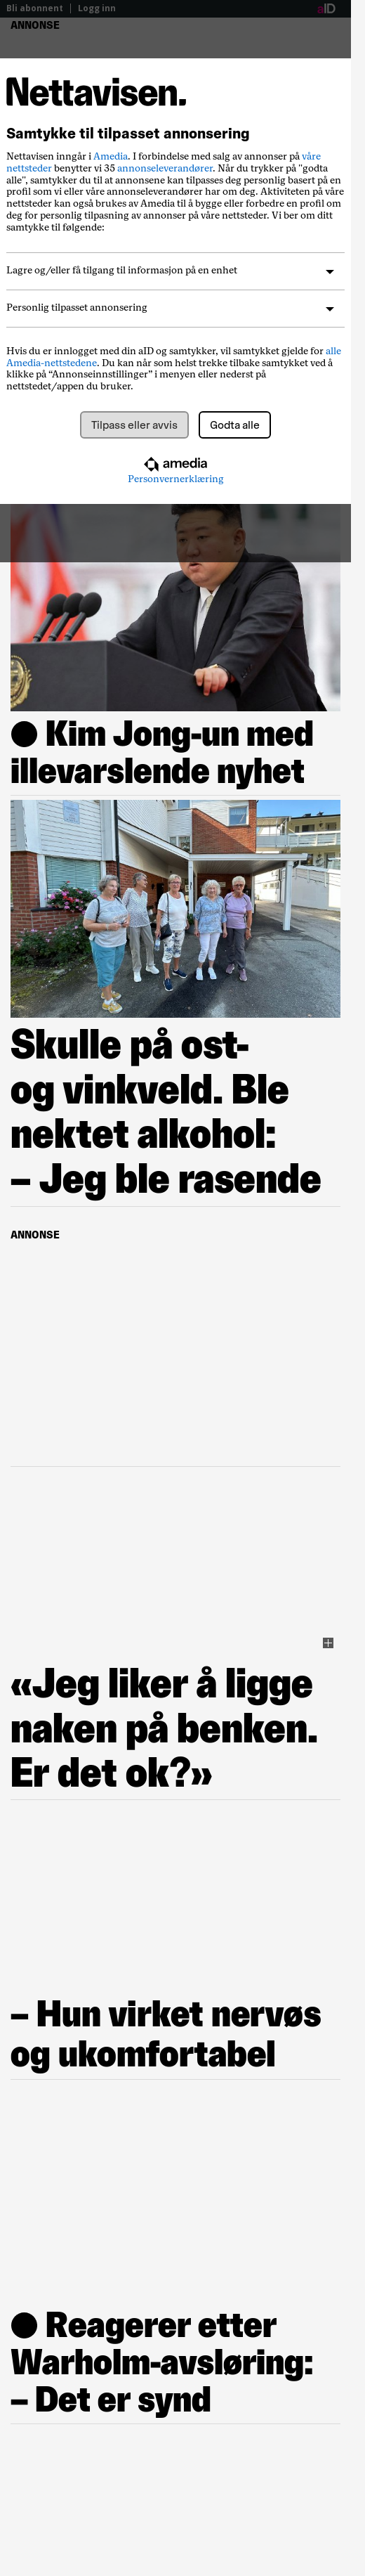 Bli abonnent | Logg inn
aID
ANNONSE
Nettavisen.
Samtykke til tilpasset annonsering
Nettavisen inngår i Amedia. I forbindelse med salg av annonser på våre
nettsteder benytter vi 35 annonseleverandører. Når du trykker på "godta
alle", samtykker du til at annonsene kan tilpasses deg personlig basert på en
profil som vi eller våre annonseleverandører har om deg. Aktiviteten på våre
nettsteder kan også brukes av Amedia til å bygge eller forbedre en profil om
deg for personlig tilpasning av annonser på våre nettsteder. Vi ber om ditt
samtykke til følgende:
Lagre og/eller få tilgang til informasjon på en enhet
Personlig tilpasset annonsering
Hvis du er innlogget med din aID og samtykker, vil samtykket gjelde for alle
Amedia-nettstedene. Du kan når som helst trekke tilbake samtykket ved å
klikke på “Annonseinnstillinger” i menyen eller nederst på
nettstedet/appen du bruker.
Tilpass eller avvis
Godta alle
amedia
Personvernerklæring
Kim Jong-un med
illevarslende nyhet
Skulle på ost-
og vinkveld. Ble
nektet alkohol:
– Jeg ble rasende
ANNONSE
«Jeg liker å ligge
naken på benken.
Er det ok?»
– Hun virket nervøs
og ukomfortabel
Reagerer etter
Warholm-avsløring:
– Det er synd